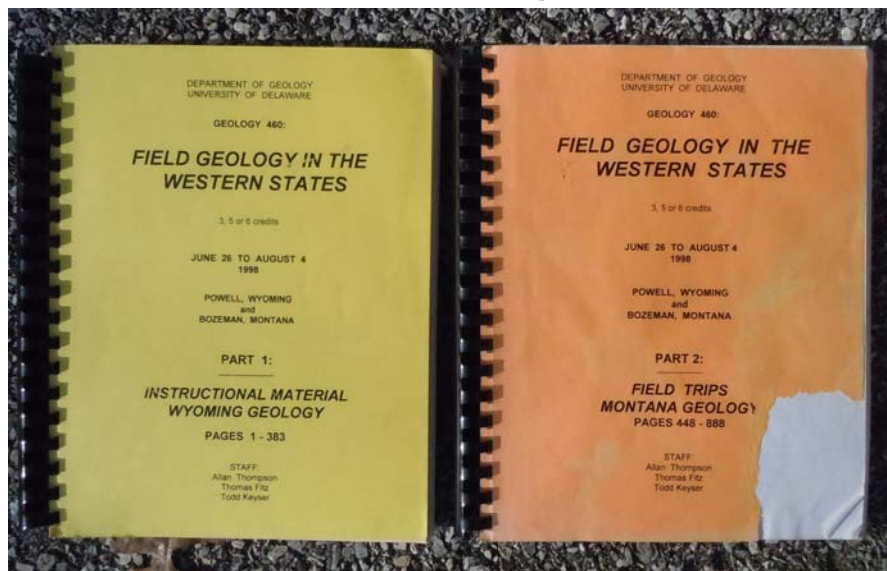 DEPARTMENT OF GEOLOGY
UNIVERSITY OF DELAWARE
GEOLOGY 460:
FIELD GEOLOGY IN THE
WESTERN STATES
3, 5 or 6 credits
JUNE 26 TO AUGUST 4
1998
POWELL, WYOMING
and
BOZEMAN, MONTANA
PART 1:
INSTRUCTIONAL MATERIAL
WYOMING GEOLOGY
PAGES 1 - 383
STAFF:
Allan Thompson
Thomas Fitz
Todd Keyser
DEPARTMENT OF GEOLOGY
UNIVERSITY OF DELAWARE
GEOLOGY 460:
FIELD GEOLOGY IN THE
WESTERN STATES
3, 5 or 6 credits
JUNE 26 TO AUGUST 4
1998
POWELL, WYOMING
and
BOZEMAN, MONTANA
PART 2:
FIELD TRIPS
MONTANA GEOLOGY
PAGES 448 - 888
STAFF:
Allan Thompson
Thomas Fitz
Todd Keyser